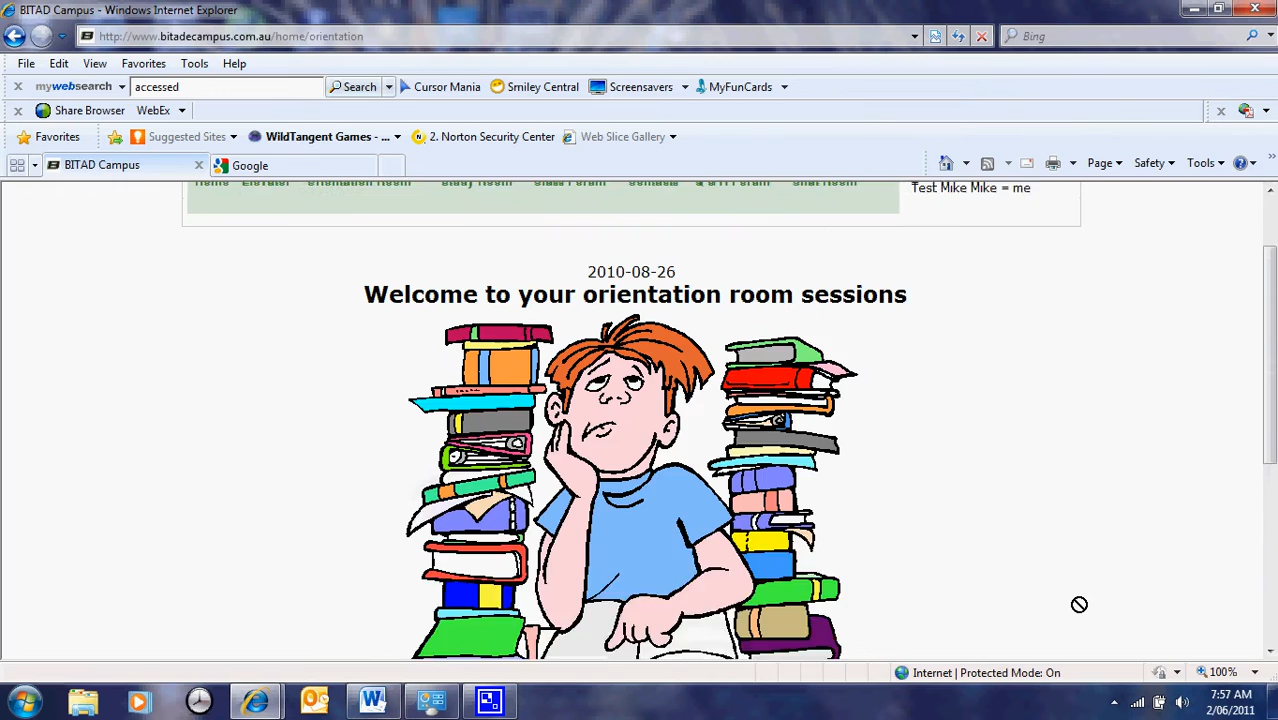 BITAD Campus - Windows Internet Explorer
http://www.bitadecampus.com.au/home/orientation
Bing
File Edit View Favorites Tools Help
mywebsearch accessed Search Cursor Mania Smiley Central Screensavers MyFunCards
Share Browser WebEx
Favorites Suggested Sites WildTangent Games - ... 2. Norton Security Center Web Slice Gallery
BITAD Campus Google Page Safety Tools
Test Mike Mike = me
2010-08-26
Welcome to your orientation room sessions
Internet | Protected Mode: On 100%
7:57 AM
2/06/2011